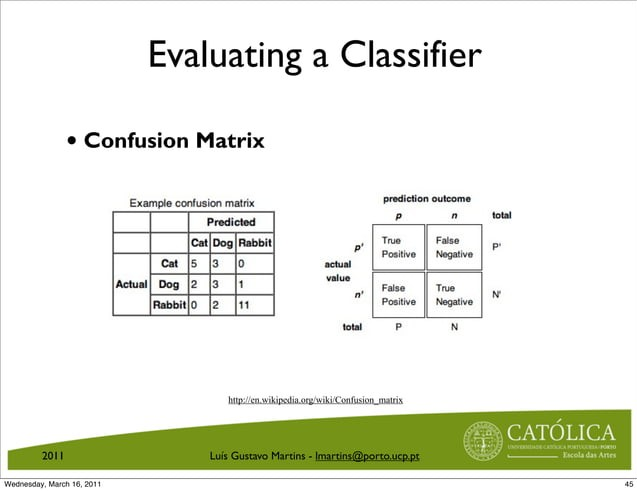 Evaluating a Classifier
• Confusion Matrix
Example confusion matrix
Predicted
Cat Dog Rabbit
Cat 5 3 0
Actual Dog 2 3 1
Rabbit 0 2 11
prediction outcome
p n total
p' True Positive False Negative P'
actual value
n' False Positive True Negative N'
total P N
http://en.wikipedia.org/wiki/Confusion_matrix
CATÓLICA
UNIVERSIDADE CATÓLICA PORTUGUESA | PORTO
Escola das Artes
2011 Luís Gustavo Martins - lmartins@porto.ucp.pt
Wednesday, March 16, 2011 45